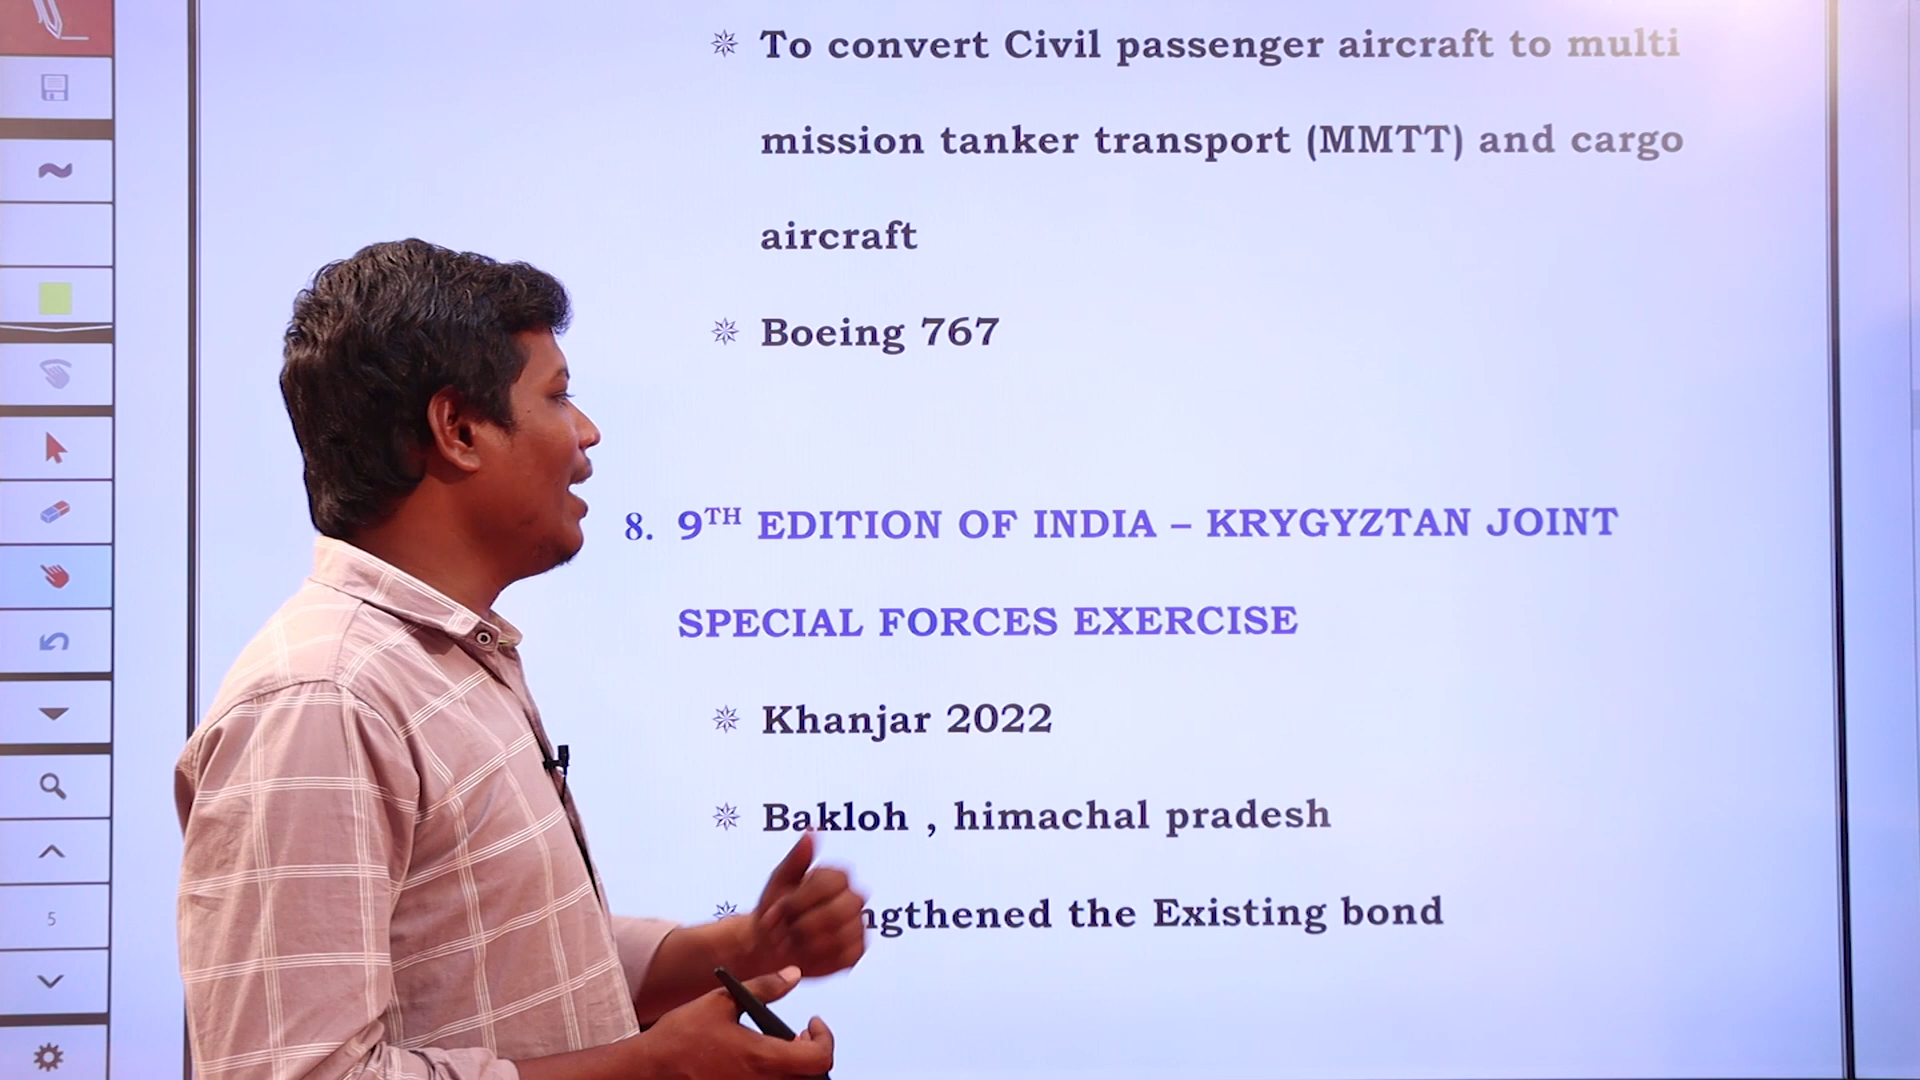 To convert Civil passenger aircraft to multi
mission tanker transport (MMTT) and cargo
aircraft
Boeing 767
8. 9TH EDITION OF INDIA – KRYGYZTAN JOINT
SPECIAL FORCES EXERCISE
Khanjar 2022
Bakloh , himachal pradesh
the Existing bond
5